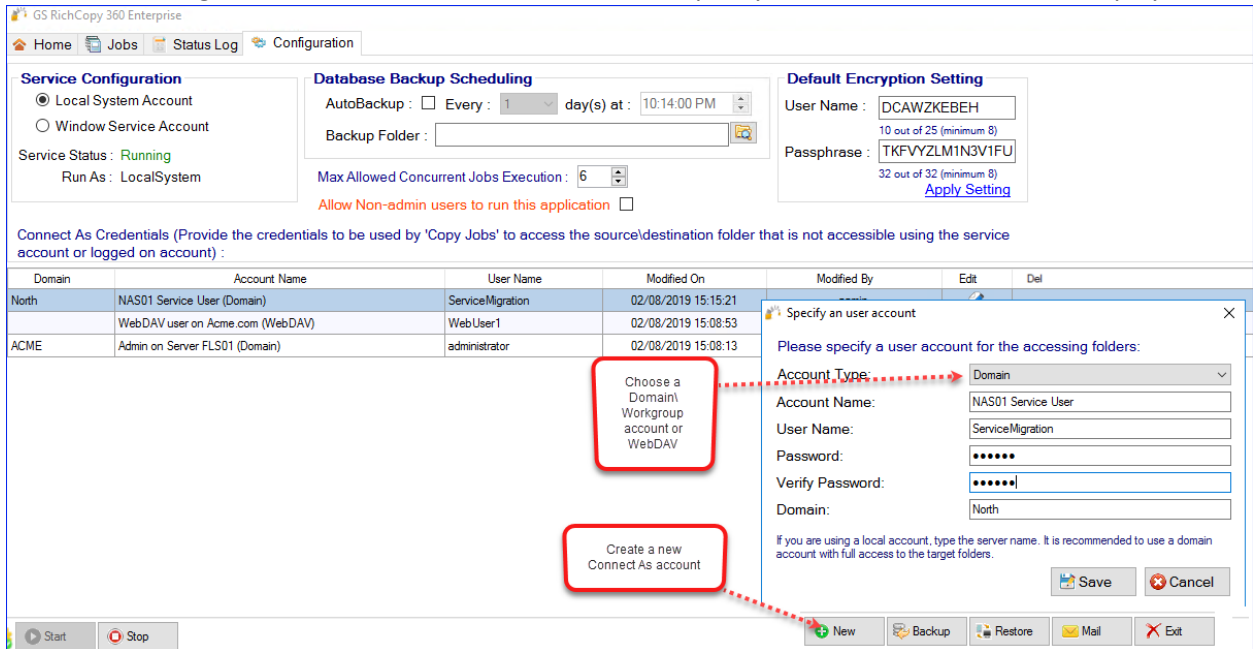 GS RichCopy 360 Enterprise
Home Jobs Status Log Configuration
Service Configuration
Local System Account
Window Service Account
Service Status : Running
Run As : LocalSystem
Database Backup Scheduling
AutoBackup : Every : 1 day(s) at : 10:14:00 PM
Backup Folder :
Max Allowed Concurrent Jobs Execution : 6
Allow Non-admin users to run this application
Default Encryption Setting
User Name : DCAWZKEBEH
10 out of 25 (minimum 8)
Passphrase : TKFVYZLM1N3V1FU
32 out of 32 (minimum 8)
Apply Setting
Connect As Credentials (Provide the credentials to be used by 'Copy Jobs' to access the source\destination folder that is not accessible using the service
account or logged on account) :
Domain Account Name User Name Modified On Modified By Edit Del
North NAS01 Service User (Domain) ServiceMigration 02/08/2019 15:15:21
WebDAV user on Acme.com (WebDAV) WebUser1 02/08/2019 15:08:53
ACME Admin on Server FLS01 (Domain) administrator 02/08/2019 15:08:13
Specify an user account
Please specify a user account for the accessing folders:
Account Type: Domain
Account Name: NAS01 Service User
User Name: ServiceMigration
Password: ••••••
Verify Password: ••••••
Domain: North
If you are using a local account, type the server name. It is recommended to use a domain
account with full access to the target folders.
Save Cancel
Choose a
Domain\
Workgroup
account or
WebDAV
Create a new
Connect As account
Start Stop New Backup Restore Mail Exit